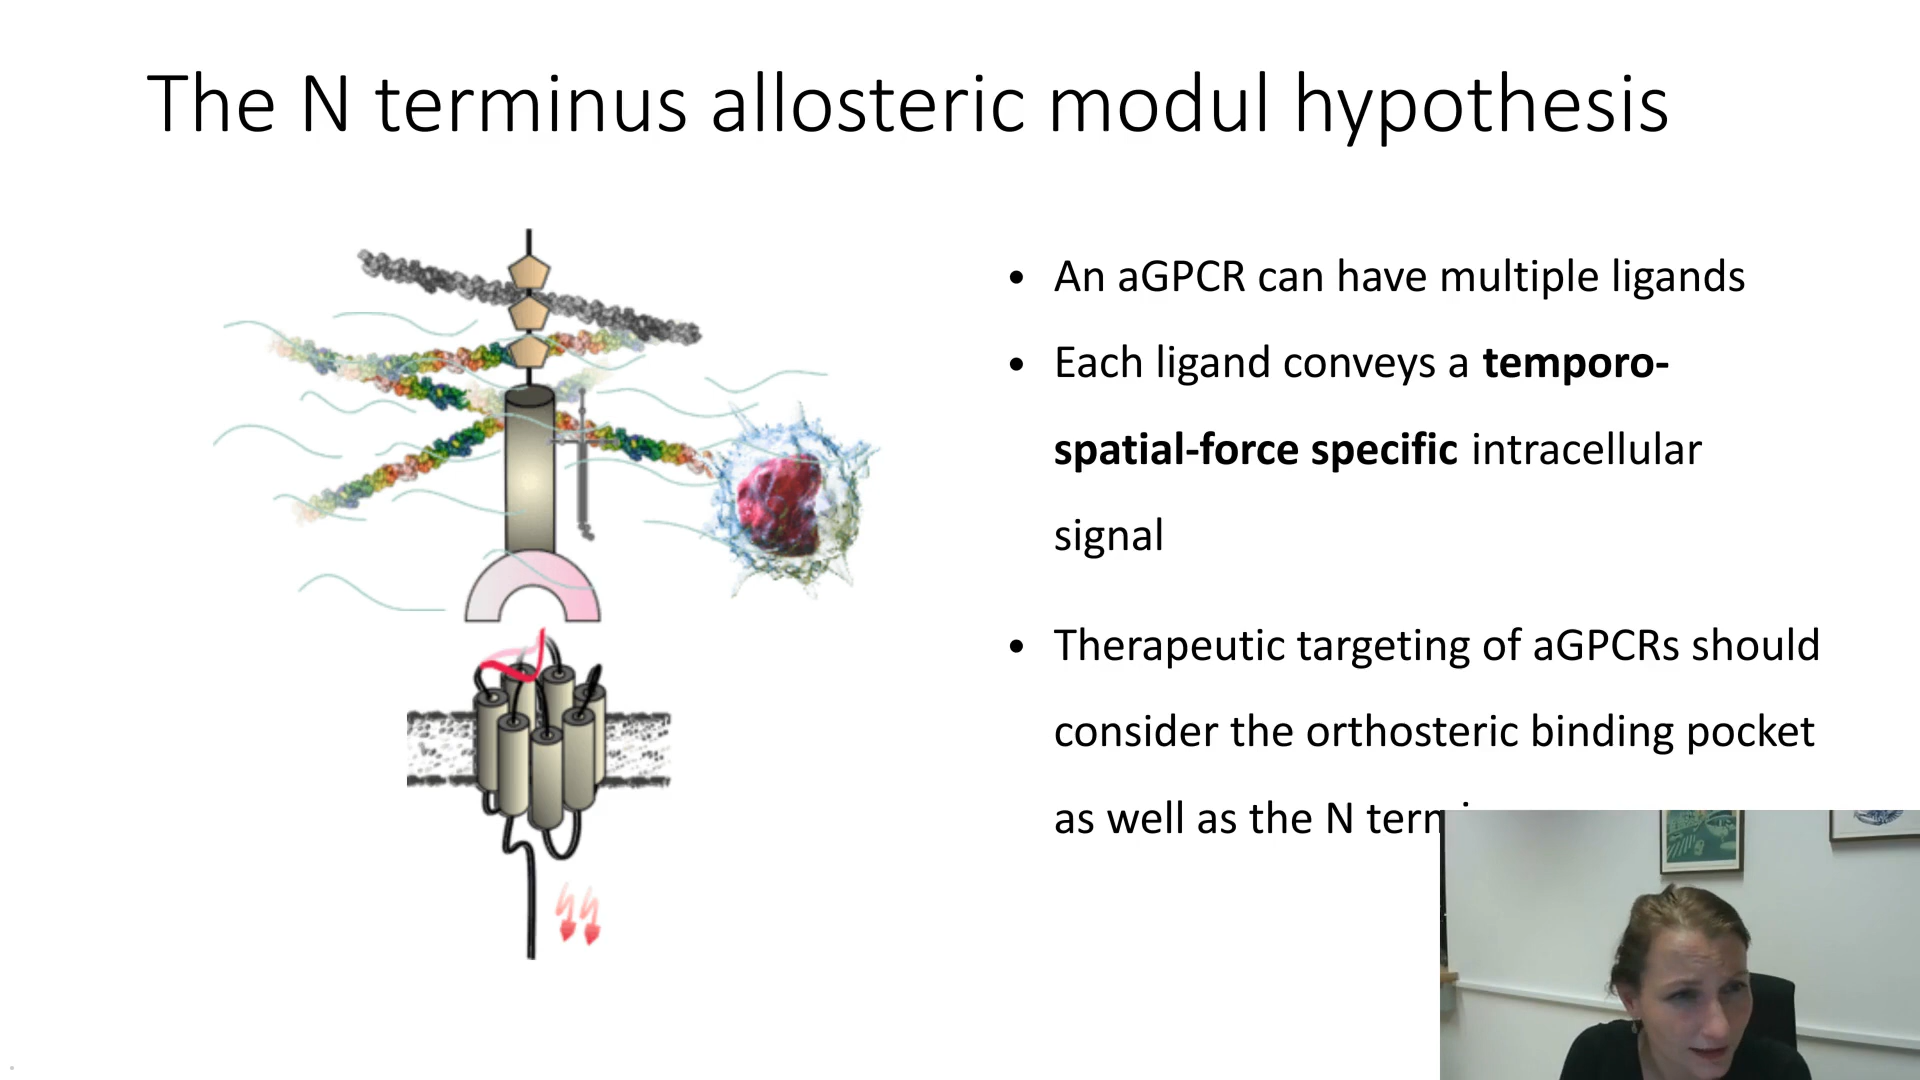 The N terminus allosteric modul hypothesis
• An aGPCR can have multiple ligands
• Each ligand conveys a temporo-
spatial-force specific intracellular
signal
• Therapeutic targeting of aGPCRs should
consider the orthosteric binding pocket
as well as the N